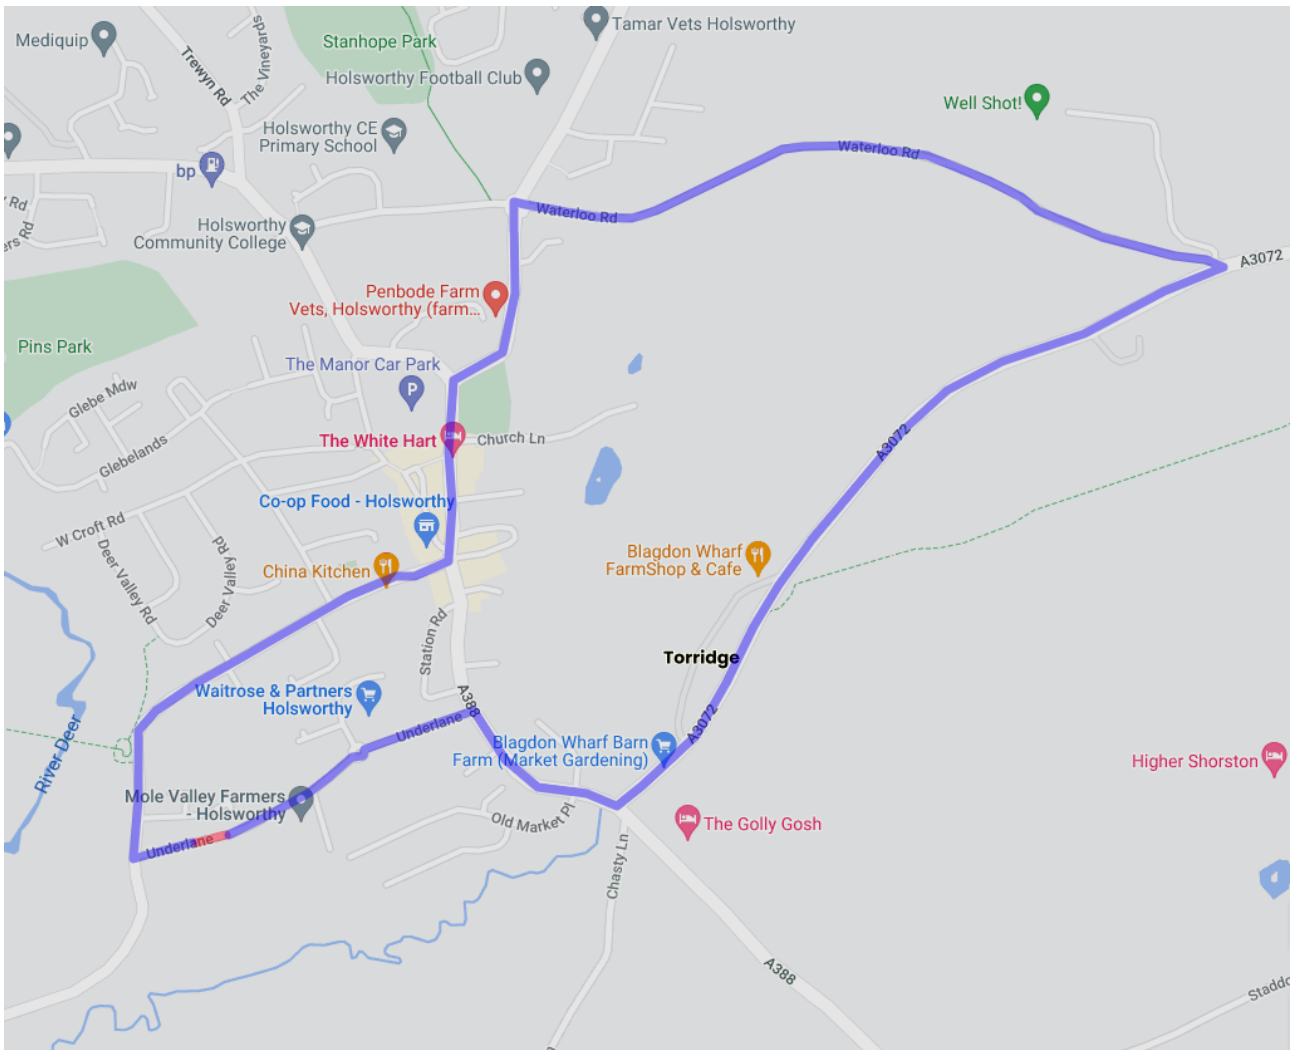 Tamar Vets Holsworthy
Mediquip
The Vineyards
Stanhope Park
Trewyn Rd
Holsworthy Football Club
Well Shot!
Holsworthy CE
Primary School
Waterloo Rd
bp
Rd
Waterloo Rd
Holsworthy
Community College
ers Rd
A3072
Penbode Farm
Vets, Holsworthy (farm...
Pins Park
The Manor Car Park
Glebe Mdw
The White Hart
Church Ln
A3072
Glebelands
Co-op Food - Holsworthy
W Croft Rd
Blagdon Wharf
FarmShop & Cafe
China Kitchen
Deer Valley Rd
Deer Valley Rd
Station Rd
Torridge
Waitrose & Partners
Holsworthy
A388
Underlane
A3072
River Deer
Blagdon Wharf Barn
Farm (Market Gardening)
Higher Shorston
Mole Valley Farmers
- Holsworthy
Old Market Pl
The Golly Gosh
Underlane
Chasty Ln
A388
Staddo